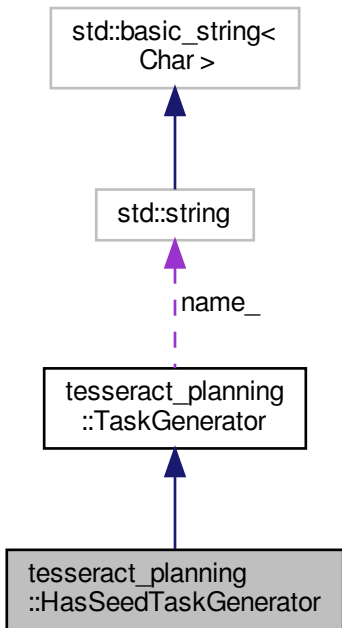 std::basic_string<
Char >
std::string
name_
tesseract_planning
::TaskGenerator
tesseract_planning
::HasSeedTaskGenerator